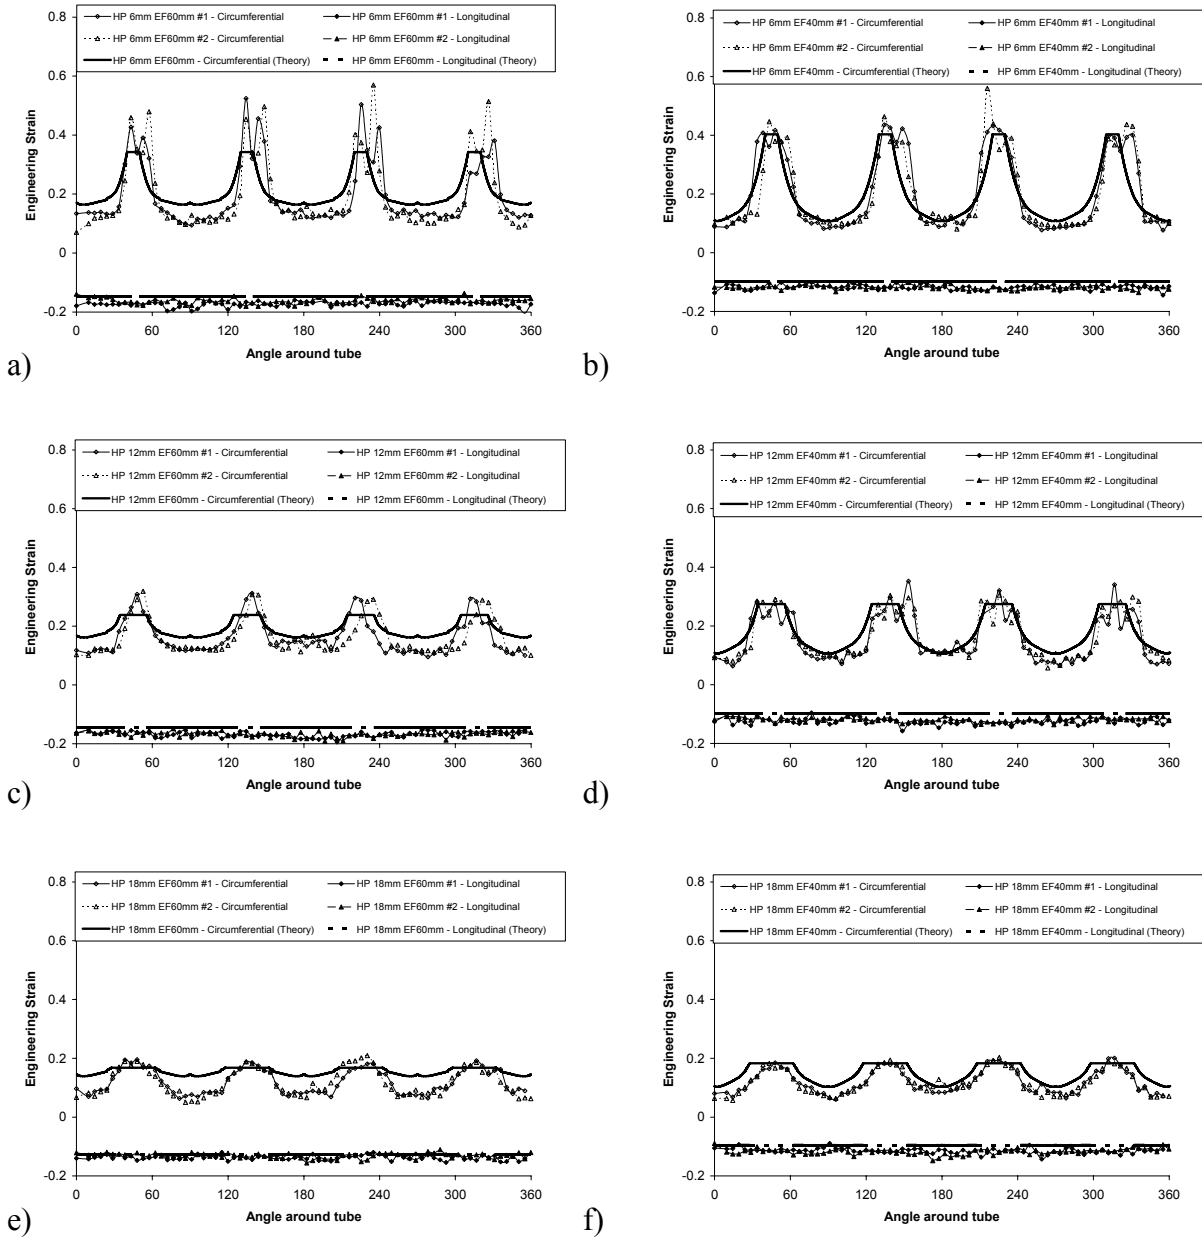 HP 6mm EF60mm #1 - Circumferential HP 6mm EF60mm #1 - Longitudinal
HP 6mm EF60mm #2 - Circumferential HP 6mm EF60mm #2 - Longitudinal
HP 6mm EF60mm - Circumferential (Theory) HP 6mm EF60mm - Longitudinal (Theory)
0.8
0.6
0.4
0.2
0
-0.2
Engineering Strain
0 60 120 180 240 300 360
Angle around tube
a)
HP 6mm EF40mm #1 - Circumferential HP 6mm EF40mm #1 - Longitudinal
HP 6mm EF40mm #2 - Circumferential HP 6mm EF40mm #2 - Longitudinal
HP 6mm EF40mm - Circumferential (Theory) HP 6mm EF40mm - Longitudinal (Theory)
0.8
0.6
0.4
0.2
0
-0.2
Engineering Strain
0 60 120 180 240 300 360
Angle around tube
b)
HP 12mm EF60mm #1 - Circumferential HP 12mm EF60mm #1 - Longitudinal
HP 12mm EF60mm #2 - Circumferential HP 12mm EF60mm #2 - Longitudinal
HP 12mm EF60mm - Circumferential (Theory) HP 12mm EF60mm - Longitudinal (Theory)
0.8
0.6
0.4
0.2
0
-0.2
Engineering Strain
0 60 120 180 240 300 360
Angle around tube
c)
HP 12mm EF40mm #1 - Circumferential HP 12mm EF40mm #1 - Longitudinal
HP 12mm EF40mm #2 - Circumferential HP 12mm EF40mm #2 - Longitudinal
HP 12mm EF40mm - Circumferential (Theory) HP 12mm EF40mm - Longitudinal (Theory)
0.8
0.6
0.4
0.2
0
-0.2
Engineering Strain
0 60 120 180 240 300 360
Angle around tube
d)
HP 18mm EF60mm #1 - Circumferential HP 18mm EF60mm #1 - Longitudinal
HP 18mm EF60mm #2 - Circumferential HP 18mm EF60mm #2 - Longitudinal
HP 18mm EF60mm - Circumferential (Theory) HP 18mm EF60mm - Longitudinal (Theory)
0.8
0.6
0.4
0.2
0
-0.2
Engineering Strain
0 60 120 180 240 300 360
Angle around tube
e)
HP 18mm EF40mm #1 - Circumferential HP 18mm EF40mm #1 - Longitudinal
HP 18mm EF40mm #2 - Circumferential HP 18mm EF40mm #2 - Longitudinal
HP 18mm EF40mm - Circumferential (Theory) HP 18mm EF40mm - Longitudinal (Theory)
0.8
0.6
0.4
0.2
0
-0.2
Engineering Strain
0 60 120 180 240 300 360
Angle around tube
f)